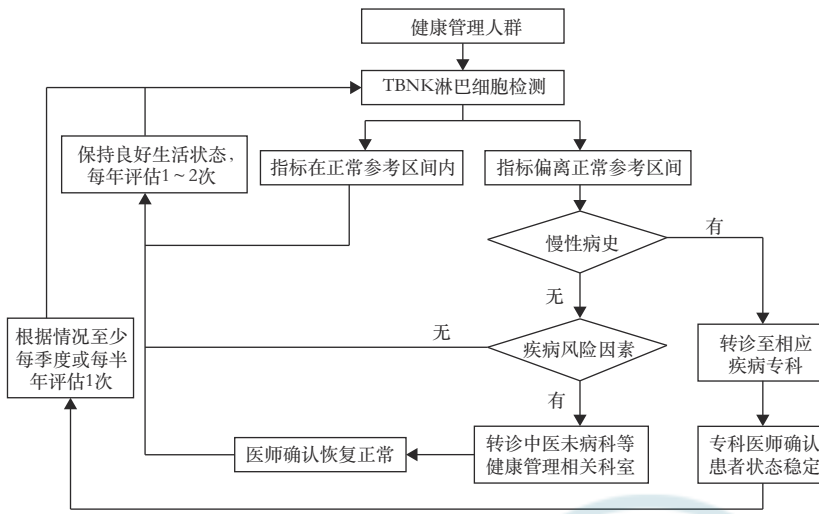 健康管理人群
TBNK淋巴细胞检测
保持良好生活状态，
每年评估1～2次
指标在正常参考区间内
指标偏离正常参考区间
慢性病史
有
无
根据情况至少
每季度或每半
年评估1次
无
疾病风险因素
转诊至相应
疾病专科
有
医师确认恢复正常
转诊中医未病科等
健康管理相关科室
专科医师确认
患者状态稳定